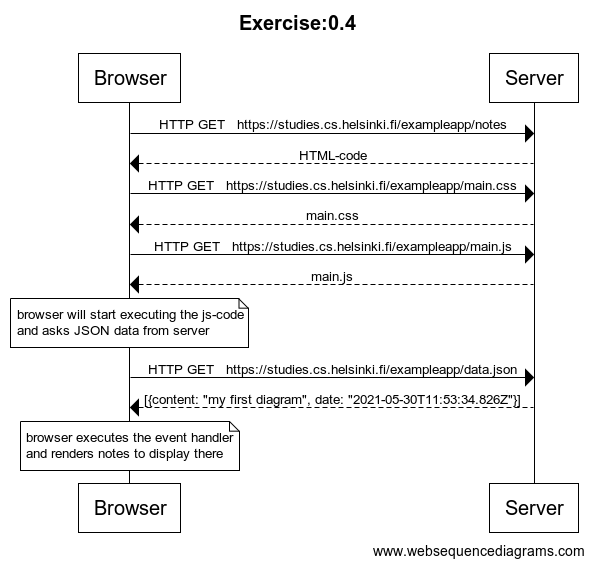 Exercise:0.4
Browser Server
HTTP GET https://studies.cs.helsinki.fi/exampleapp/notes
HTML-code
HTTP GET https://studies.cs.helsinki.fi/exampleapp/main.css
main.css
HTTP GET https://studies.cs.helsinki.fi/exampleapp/main.js
main.js
browser will start executing the js-code
and asks JSON data from server
HTTP GET https://studies.cs.helsinki.fi/exampleapp/data.json
[{content: "my first diagram", date: "2021-05-30T11:53:34.826Z"}]
browser executes the event handler
and renders notes to display there
Browser Server
www.websequencediagrams.com